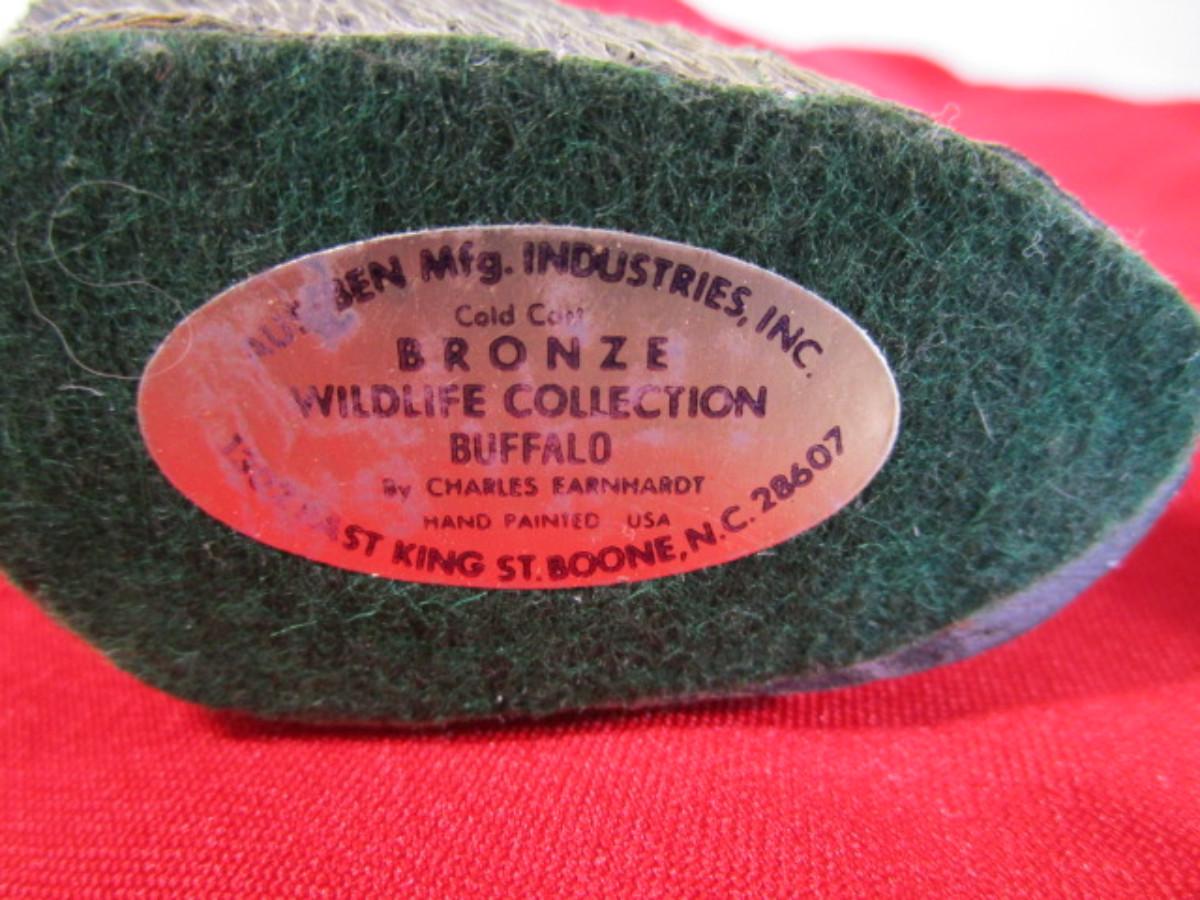 BEN Mfg. INDUSTRIES, INC.
Cold Cast
BRONZE
WILDLIFE COLLECTION
BUFFALO
By CHARLES EARNHARDT
HAND PAINTED USA
KING ST. BOONE, N.C. 28607